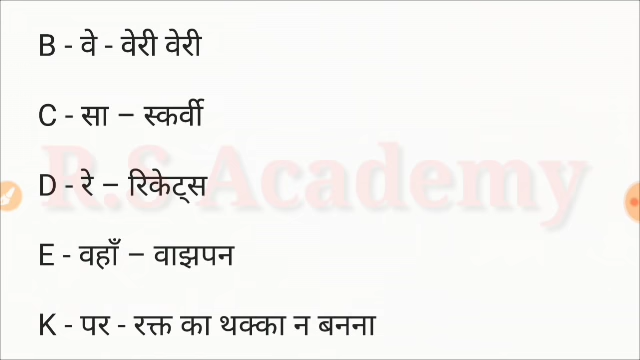 B - वे - वेरी वेरी
C - सा – स्कर्वी
R.S Academy
D - रे – रिकेट्स
E - वहाँ – वाझपन
K - पर - रक्त का थक्का न बनना